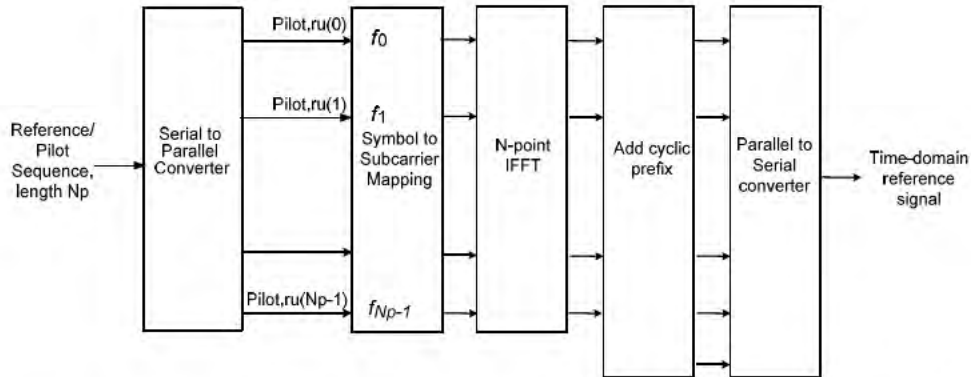 Reference/
Pilot
Sequence,
length Np
Serial to
Parallel
Converter
Pilot,ru(0)
Pilot,ru(1)
Pilot,ru(Np-1)
f0
f1
Symbol to
Subcarrier
Mapping
fNp-1
N-point
IFFT
Add cyclic
prefix
Parallel to
Serial
converter
Time-domain
reference
signal